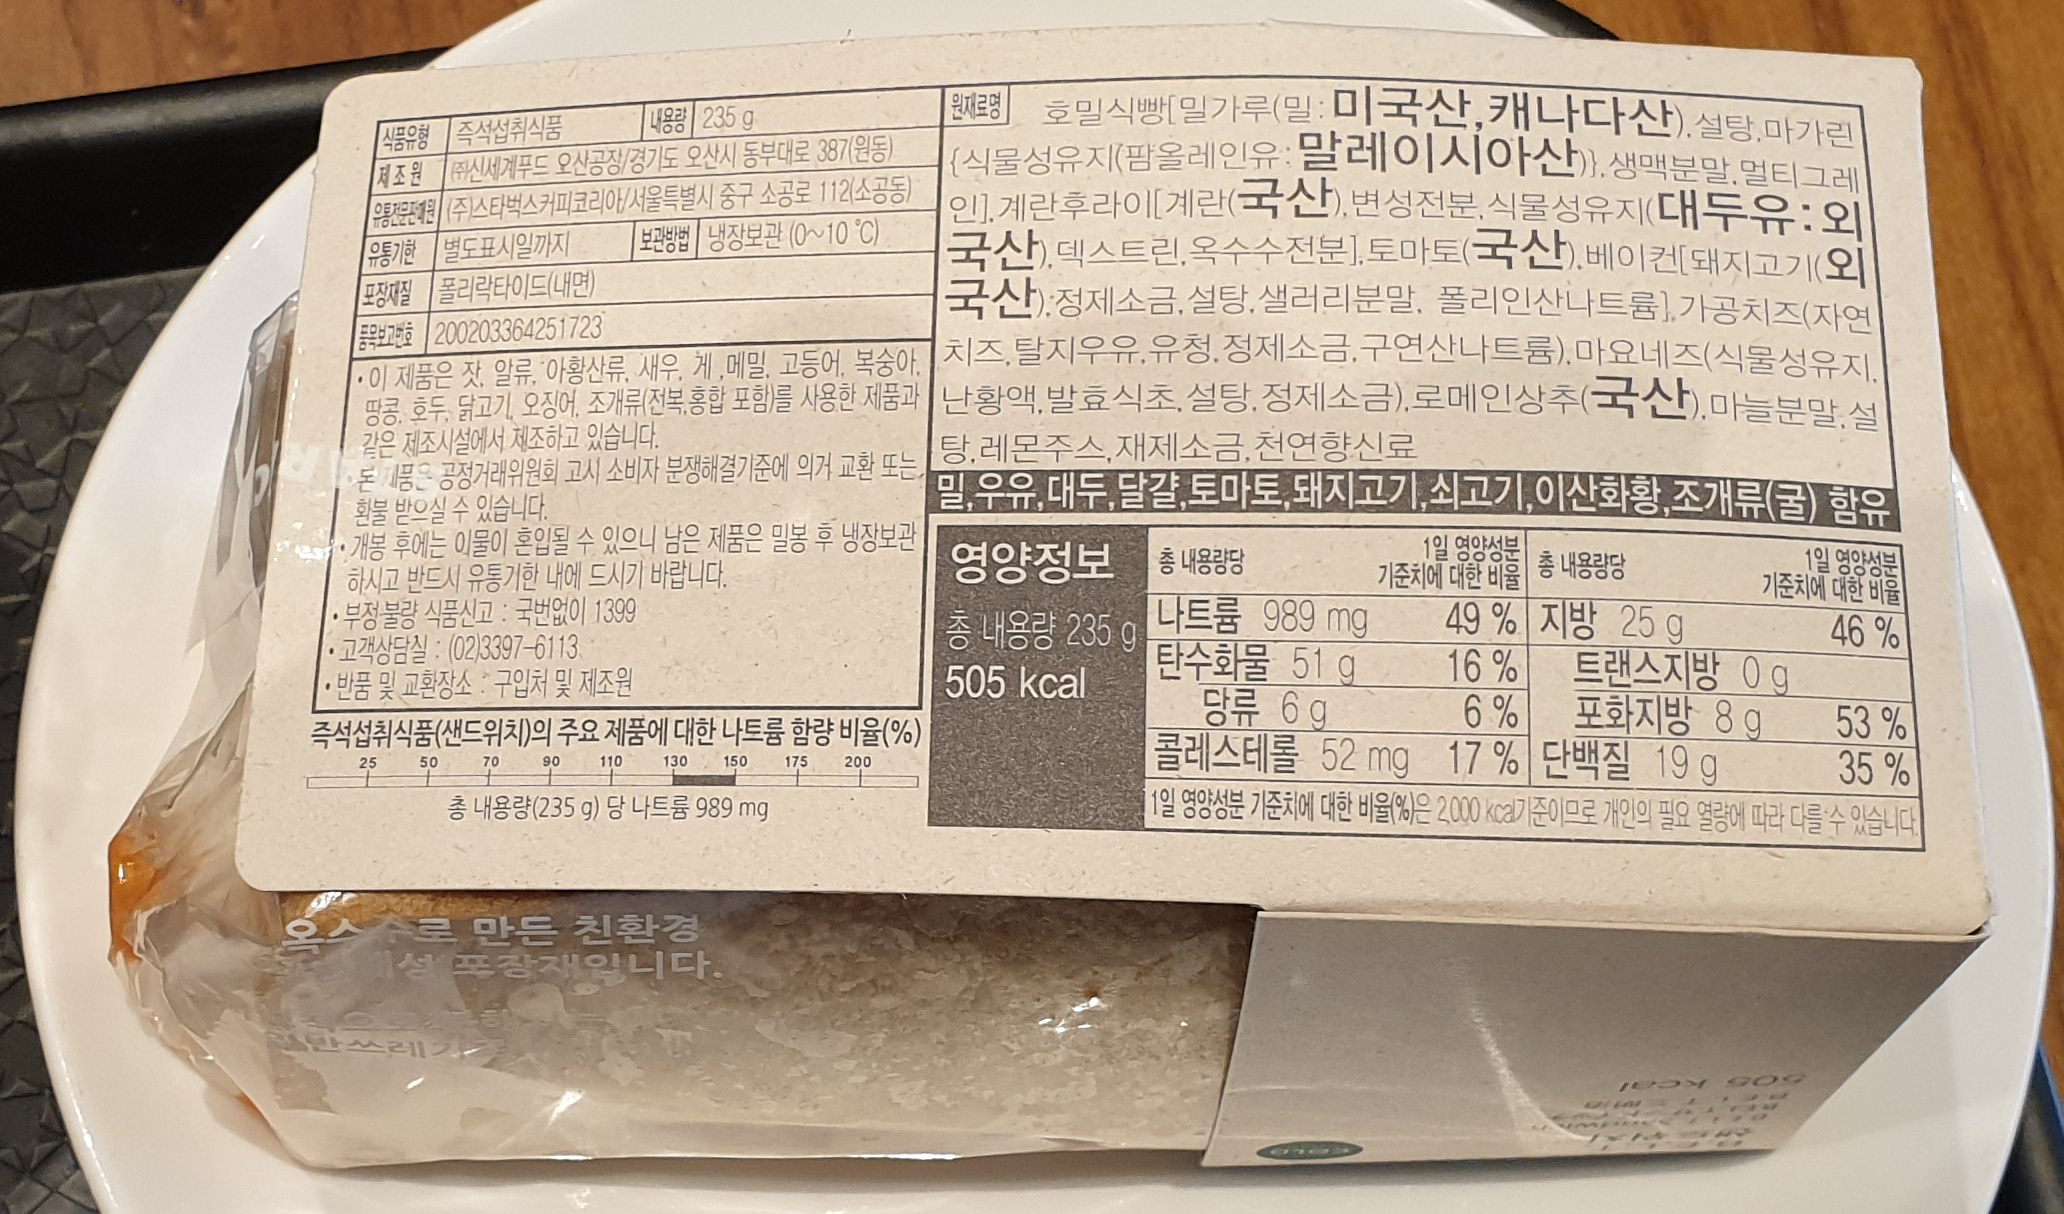 식품유형 즉석섭취식품 내용량 235 g
제조원 ㈜신세계푸드 오산공장/경기도 오산시 동부대로 387(원동)
유통전문판매원 (주)스타벅스커피코리아/서울특별시 중구 소공로 112(소공동)
유통기한 별도표시일까지 보관방법 냉장보관 (0~10 ℃)
포장재질 폴리락타이드(내면)
품목보고번호 200203364251723
• 이 제품은 잣, 알류, 아황산류, 새우, 게, 메밀, 고등어, 복숭아,
땅콩, 호두, 닭고기, 오징어, 조개류(전복,홍합 포함)를 사용한 제품과
같은 제조시설에서 제조하고 있습니다.
• 본 제품은 공정거래위원회 고시 소비자 분쟁해결기준에 의거 교환 또는
환불 받으실 수 있습니다.
• 개봉 후에는 이물이 혼입될 수 있으니 남은 제품은 밀봉 후 냉장보관
하시고 반드시 유통기한 내에 드시기 바랍니다.
• 부정·불량 식품신고 : 국번없이 1399
• 고객상담실 : (02)3397-6113
• 반품 및 교환장소 : 구입처 및 제조원
즉석섭취식품(샌드위치)의 주요 제품에 대한 나트륨 함량 비율(%)
25 50 70 90 110 130 150 175 200
총 내용량(235 g) 당 나트륨 989 mg
원재료명 호밀식빵[밀가루(밀:미국산,캐나다산),설탕,마가린
{식물성유지(팜올레인유:말레이시아산)},생맥분말,멀티그레
인],계란후라이[계란(국산),변성전분,식물성유지(대두유:외
국산),덱스트린,옥수수전분],토마토(국산),베이컨[돼지고기(외
국산),정제소금,설탕,샐러리분말, 폴리인산나트륨],가공치즈(자연
치즈,탈지우유,유청,정제소금,구연산나트륨),마요네즈(식물성유지,
난황액,발효식초,설탕,정제소금),로메인상추(국산),마늘분말,설
탕,레몬주스,재제소금,천연향신료
밀,우유,대두,달걀,토마토,돼지고기,쇠고기,이산화황,조개류(굴) 함유
영양정보
총 내용량 235 g
505 kcal
총 내용량당 1일 영양성분 기준치에 대한 비율 총 내용량당 1일 영양성분 기준치에 대한 비율
나트륨 989 mg 49 % 지방 25 g 46 %
탄수화물 51 g 16 % 트랜스지방 0 g
당류 6 g 6 % 포화지방 8 g 53 %
콜레스테롤 52 mg 17 % 단백질 19 g 35 %
1일 영양성분 기준치에 대한 비율(%)은 2,000 kcal기준이므로 개인의 필요 열량에 따라 다를 수 있습니다.
옥수수로 만든 친환경
포장재입니다.
505 kcal
COLD